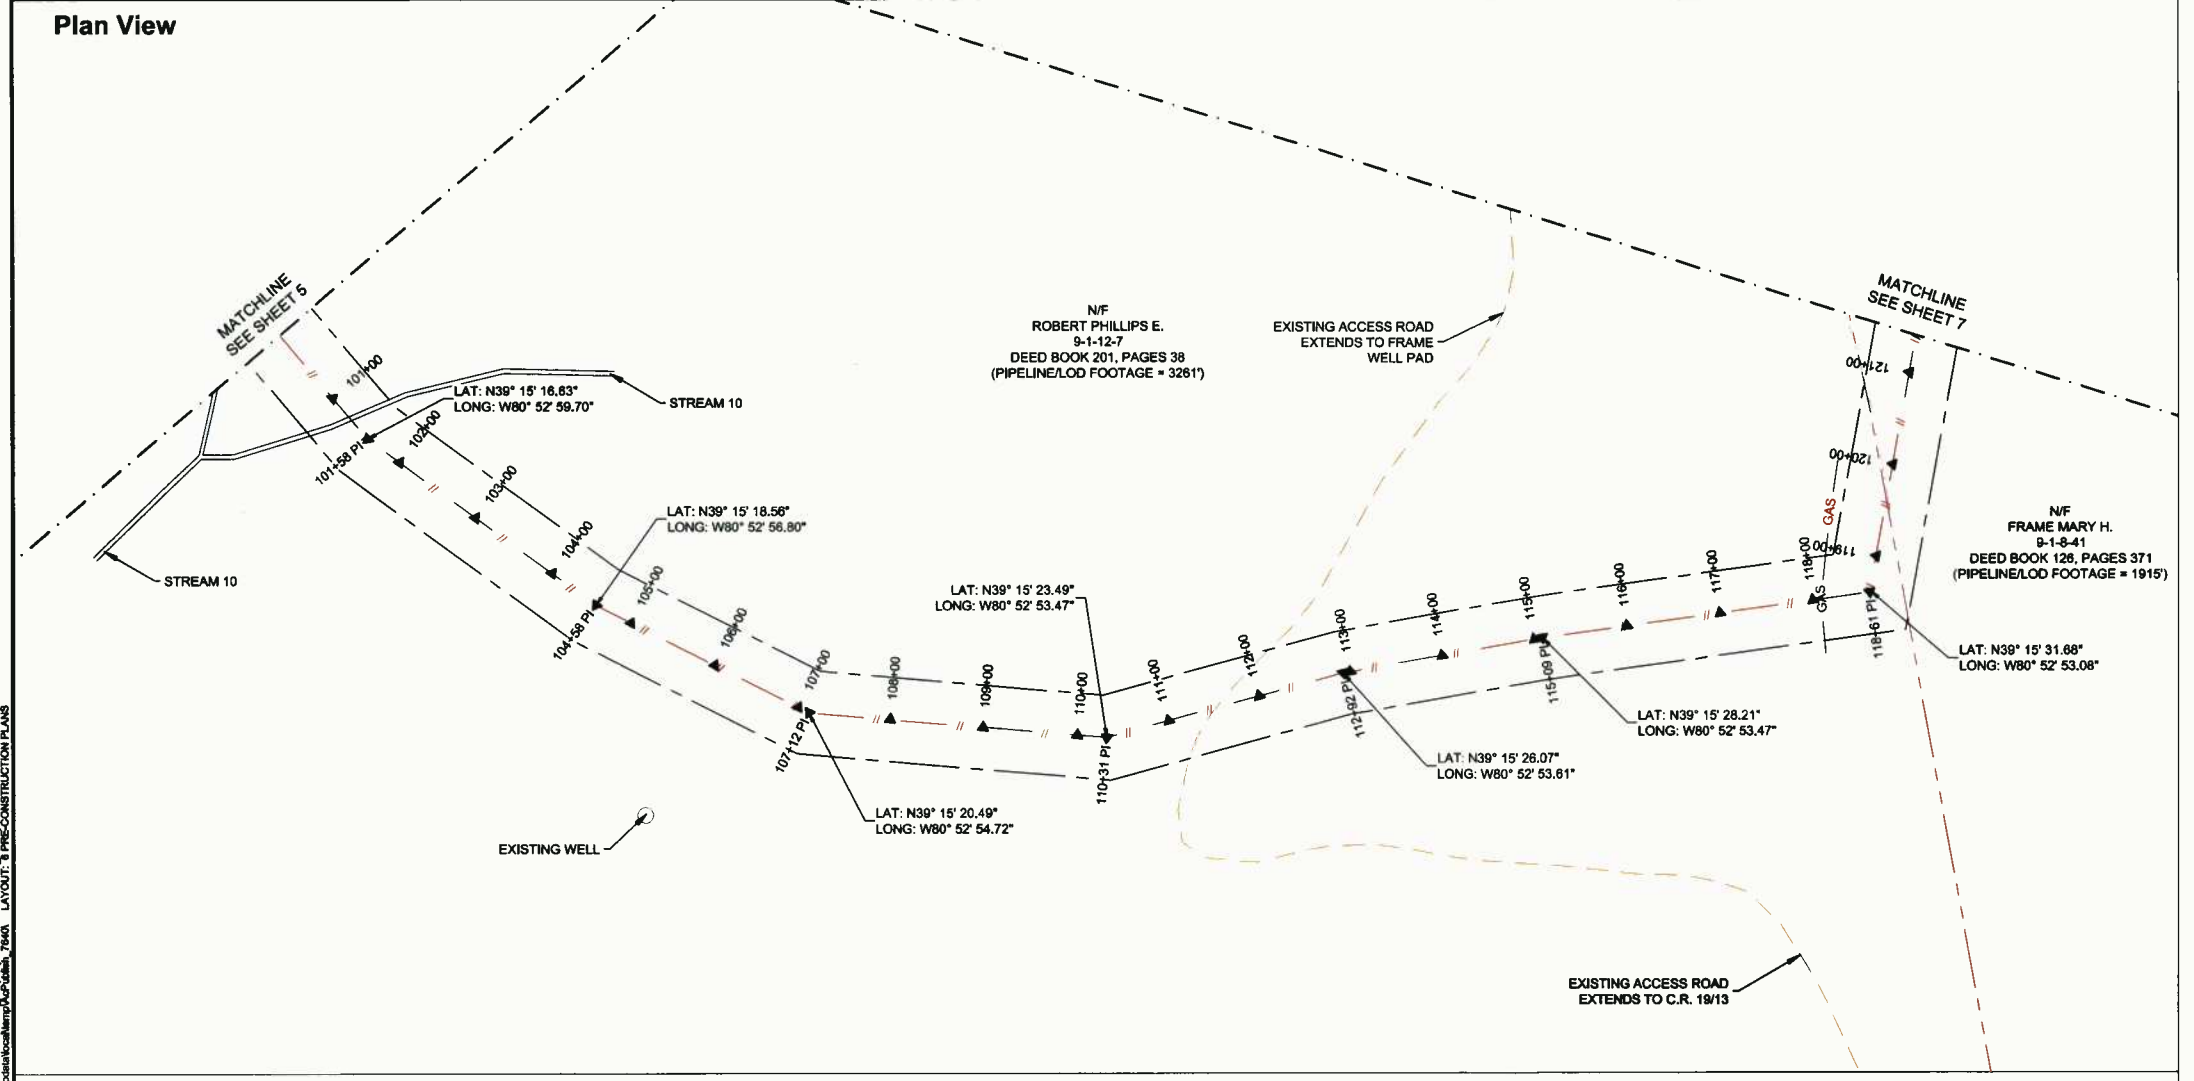 Plan View
MATCHLINE
SEE SHEET 5
101+00
LAT: N39° 15' 16.63"
LONG: W80° 52' 59.70"
STREAM 10
102+00
101+58 PI
103+00
104+00
STREAM 10
LAT: N39° 15' 18.56"
LONG: W80° 52' 56.80"
105+00
104+58 PI
106+00
107+00
107+12 PI
108+00
109+00
110+00
LAT: N39° 15' 23.49"
LONG: W80° 52' 53.47"
110+31 PI
111+00
112+00
113+00
112+92 PI
114+00
115+00
115+09 PI
116+00
117+00
118+00
118+61 PI
119+00
120+00
121+00
GAS
GAS
N/F
ROBERT PHILLIPS E.
9-1-12-7
DEED BOOK 201, PAGES 38
(PIPELINE/LOD FOOTAGE = 3261')
EXISTING ACCESS ROAD
EXTENDS TO FRAME
WELL PAD
MATCHLINE
SEE SHEET 7
N/F
FRAME MARY H.
9-1-8-41
DEED BOOK 126, PAGES 371
(PIPELINE/LOD FOOTAGE = 1915')
LAT: N39° 15' 31.68"
LONG: W80° 52' 53.08"
LAT: N39° 15' 28.21"
LONG: W80° 52' 53.47"
LAT: N39° 15' 26.07"
LONG: W80° 52' 53.61"
LAT: N39° 15' 20.49"
LONG: W80° 52' 54.72"
EXISTING WELL
EXISTING ACCESS ROAD
EXTENDS TO C.R. 19/13
LAYOUT: 6 PRE-CONSTRUCTION PLANS